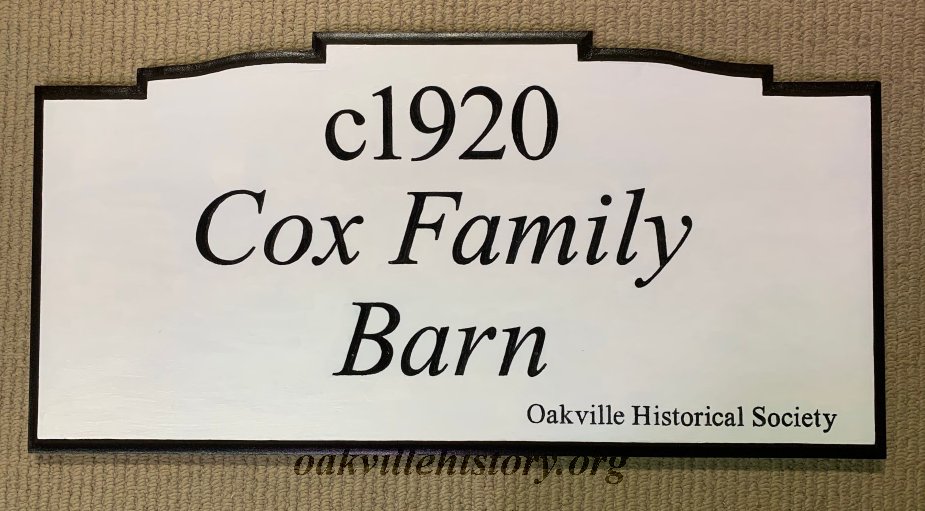 c1920
Cox Family
Barn
Oakville Historical Society
oakvillehistory.org